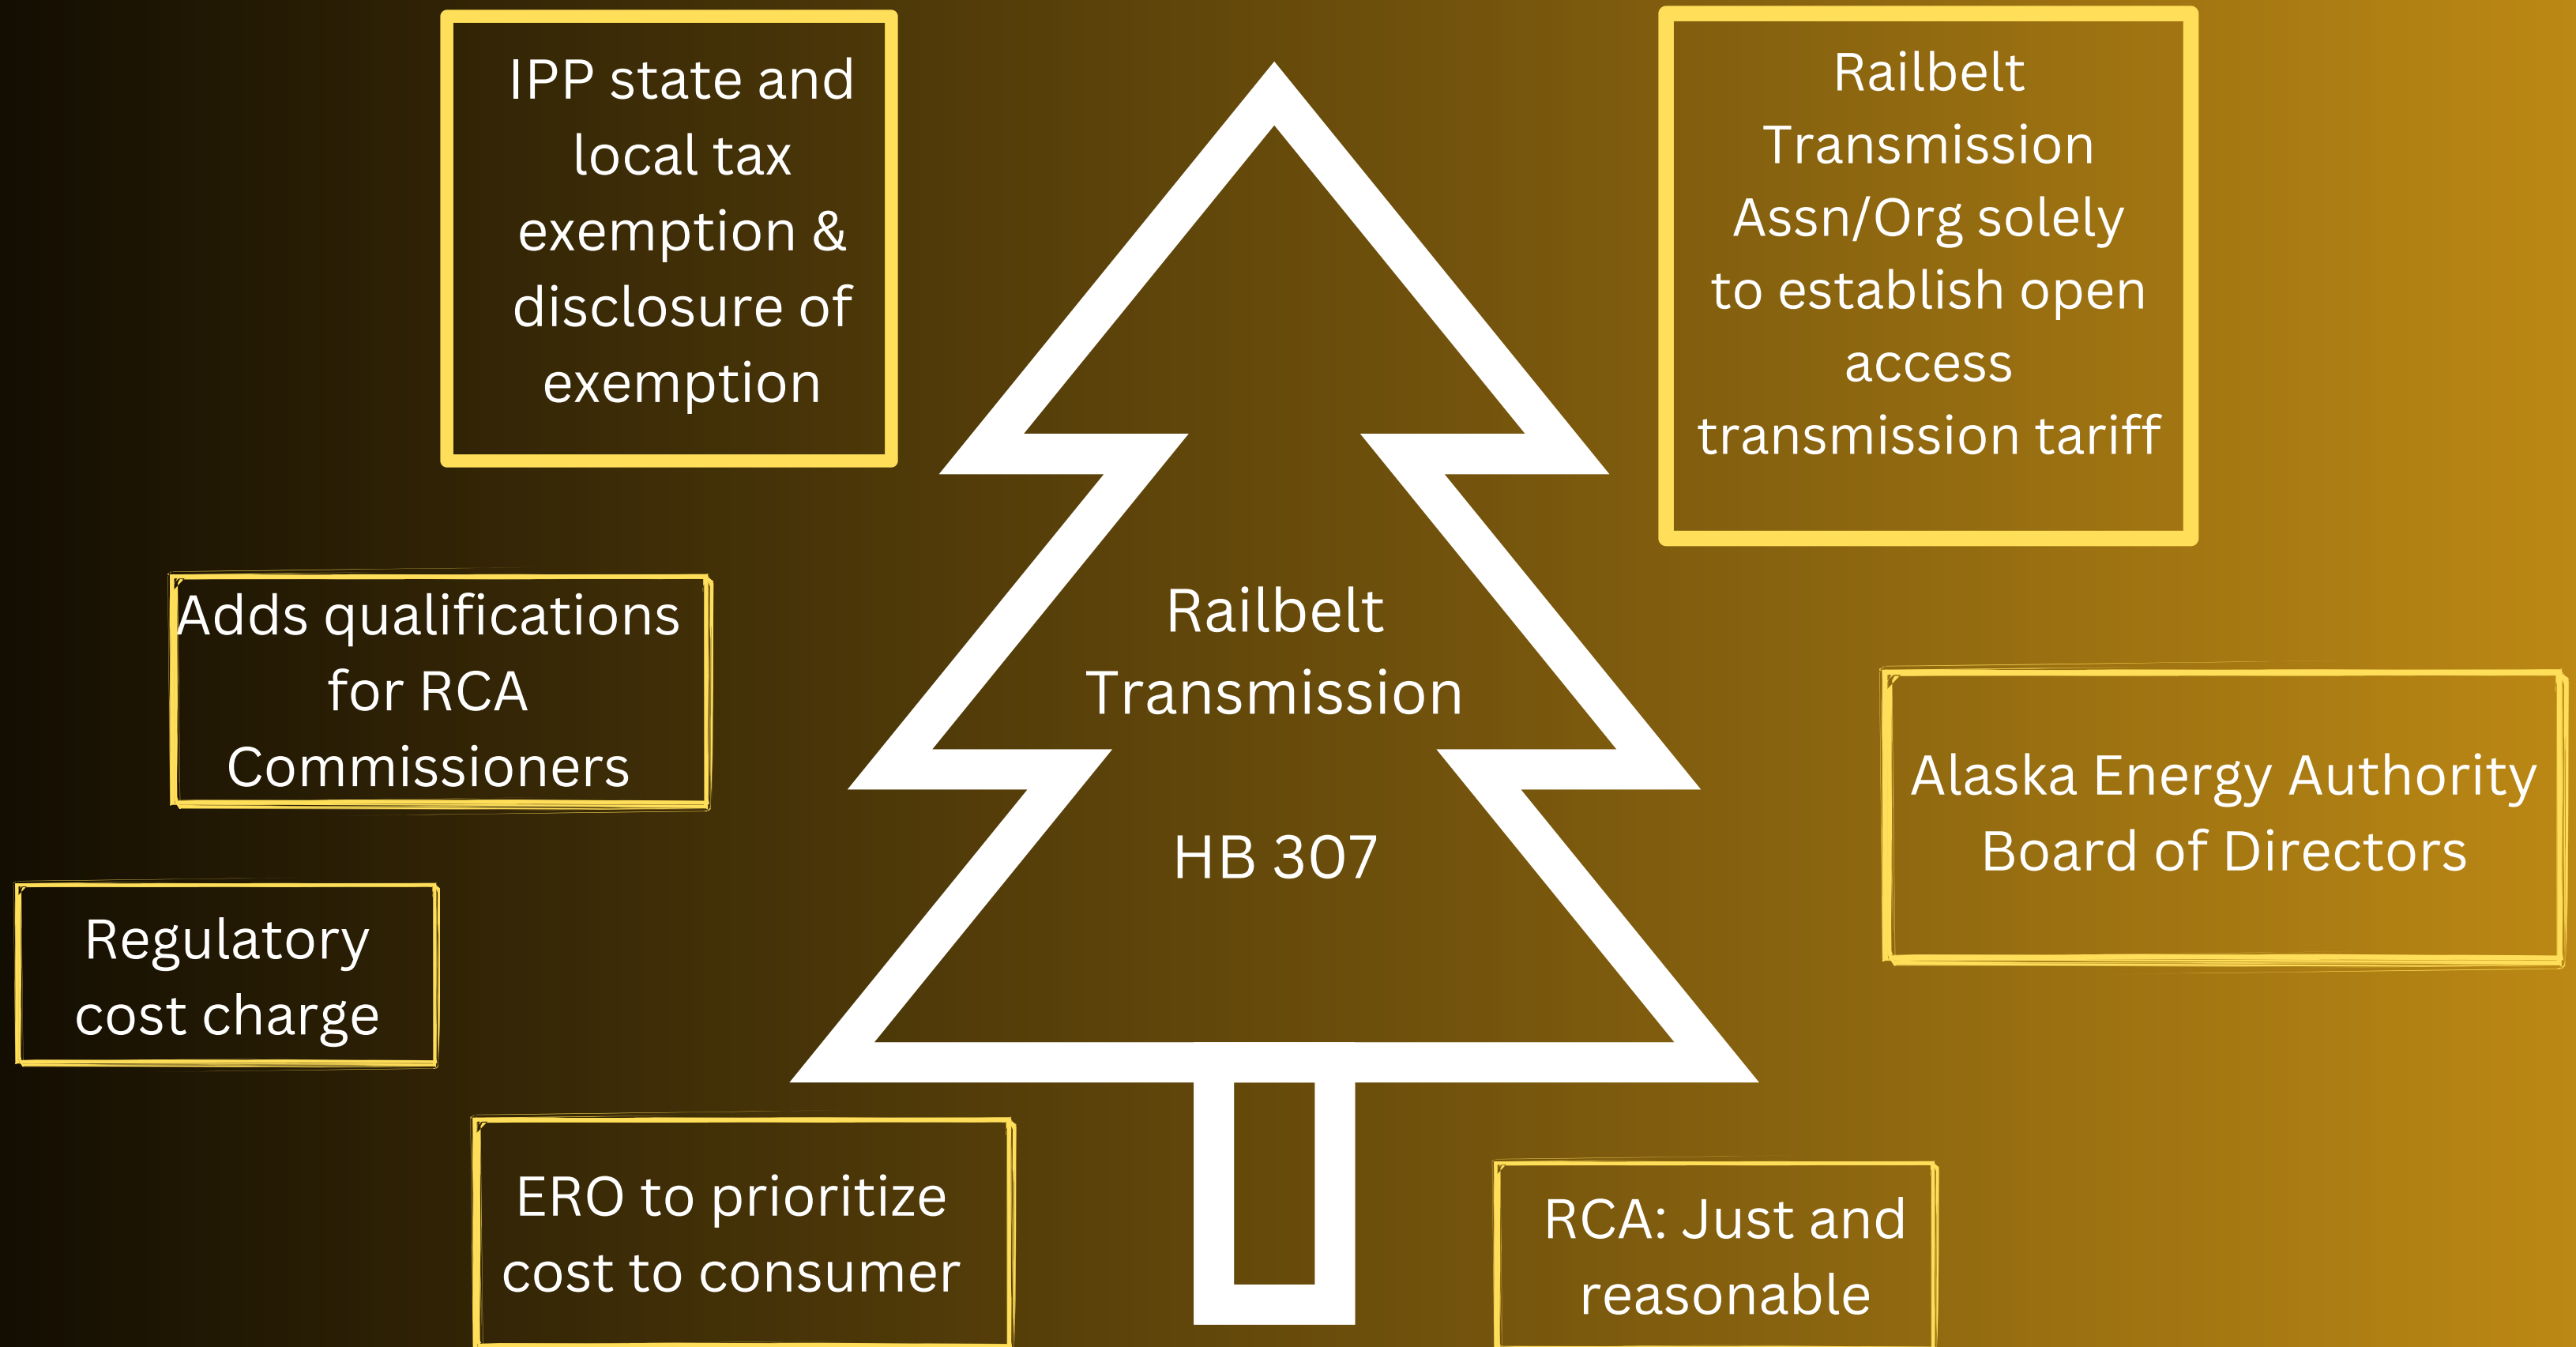 IPP state and
local tax
exemption &
disclosure of
exemption
Railbelt
Transmission
Assn/Org solely
to establish open
access
transmission tariff
Adds qualifications
for RCA
Commissioners
Railbelt
Transmission
HB 307
Alaska Energy Authority
Board of Directors
Regulatory
cost charge
ERO to prioritize
cost to consumer
RCA: Just and
reasonable